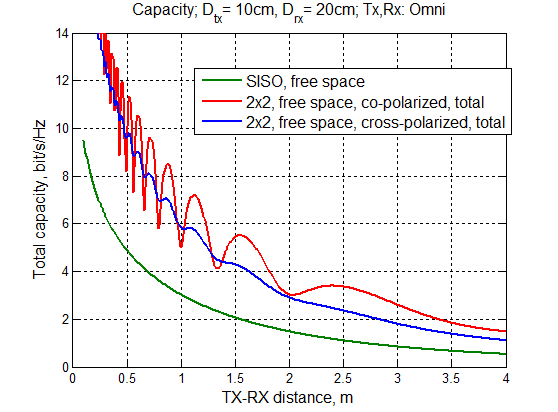 Capacity; D_tx= 10cm, D_rx= 20cm; Tx,Rx: Omni
14
12
10
8
6
4
2
0
Total capacity, bit/s/Hz
SISO, free space
2x2, free space, co-polarized, total
2x2, free space, cross-polarized, total
0 0.5 1 1.5 2 2.5 3 3.5 4
TX-RX distance, m